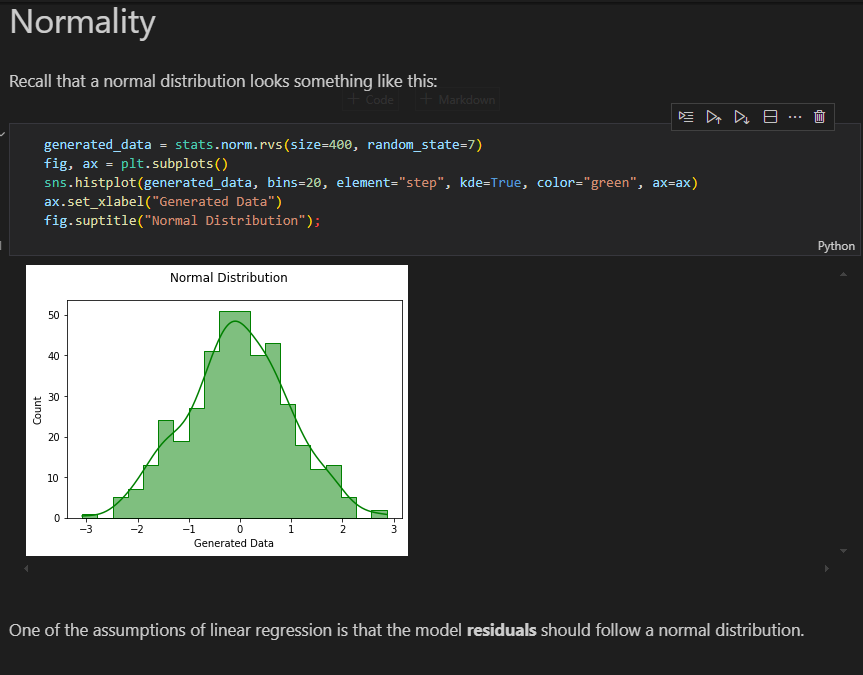 Normality
Recall that a normal distribution looks something like this:
+ Code + Markdown
generated_data = stats.norm.rvs(size=400, random_state=7)
fig, ax = plt.subplots()
sns.histplot(generated_data, bins=20, element="step", kde=True, color="green", ax=ax)
ax.set_xlabel("Generated Data")
fig.suptitle("Normal Distribution");
Python
Normal Distribution
50
40
30
20
10
0
Count
−3 −2 −1 0 1 2 3
Generated Data
One of the assumptions of linear regression is that the model residuals should follow a normal distribution.